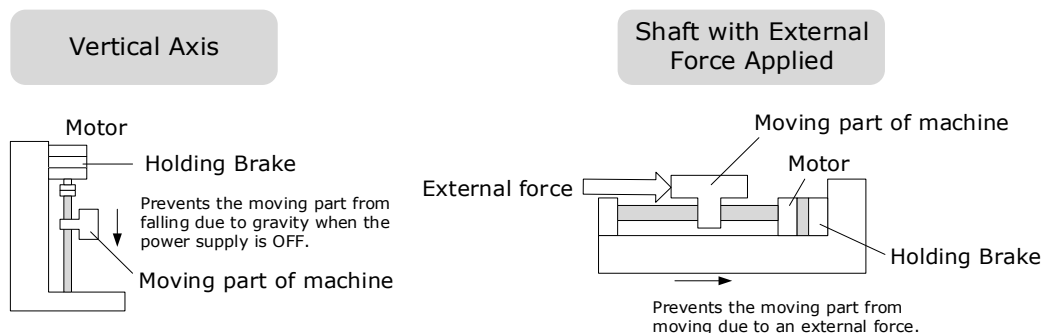 Vertical Axis
Motor
Holding Brake
Prevents the moving part from
falling due to gravity when the
power supply is OFF.
Moving part of machine
Shaft with External
Force Applied
Moving part of machine
Motor
External force
Holding Brake
Prevents the moving part from
moving due to an external force.